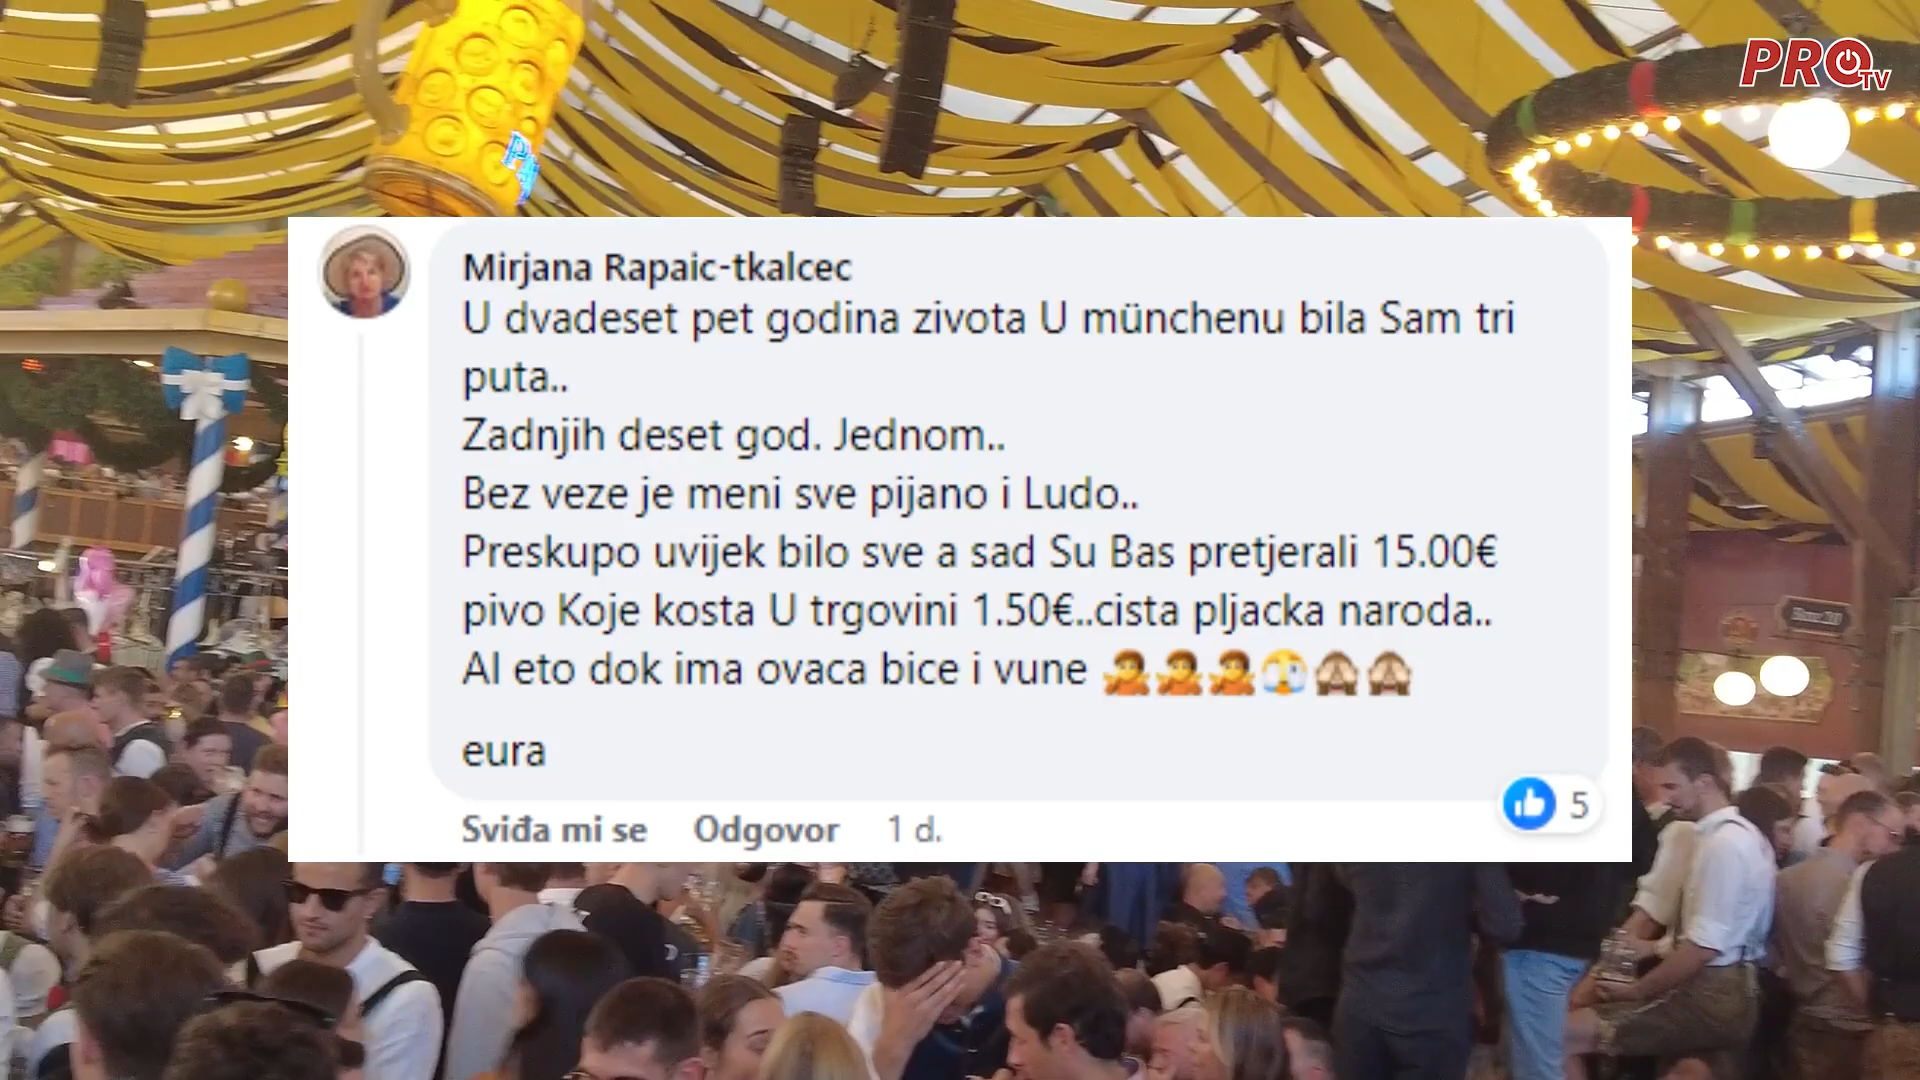 PRO TV
Mirjana Rapaic-tkalcec
U dvadeset pet godina zivota U münchenu bila Sam tri
puta..
Zadnjih deset god. Jednom..
Bez veze je meni sve pijano i Ludo..
Preskupo uvijek bilo sve a sad Su Bas pretjerali 15.00€
pivo Koje kosta U trgovini 1.50€..cista pljacka naroda..
Al eto dok ima ovaca bice i vune 🤷🤷🤷🫣🙈🙈
eura
5
Sviđa mi se Odgovor 1 d.